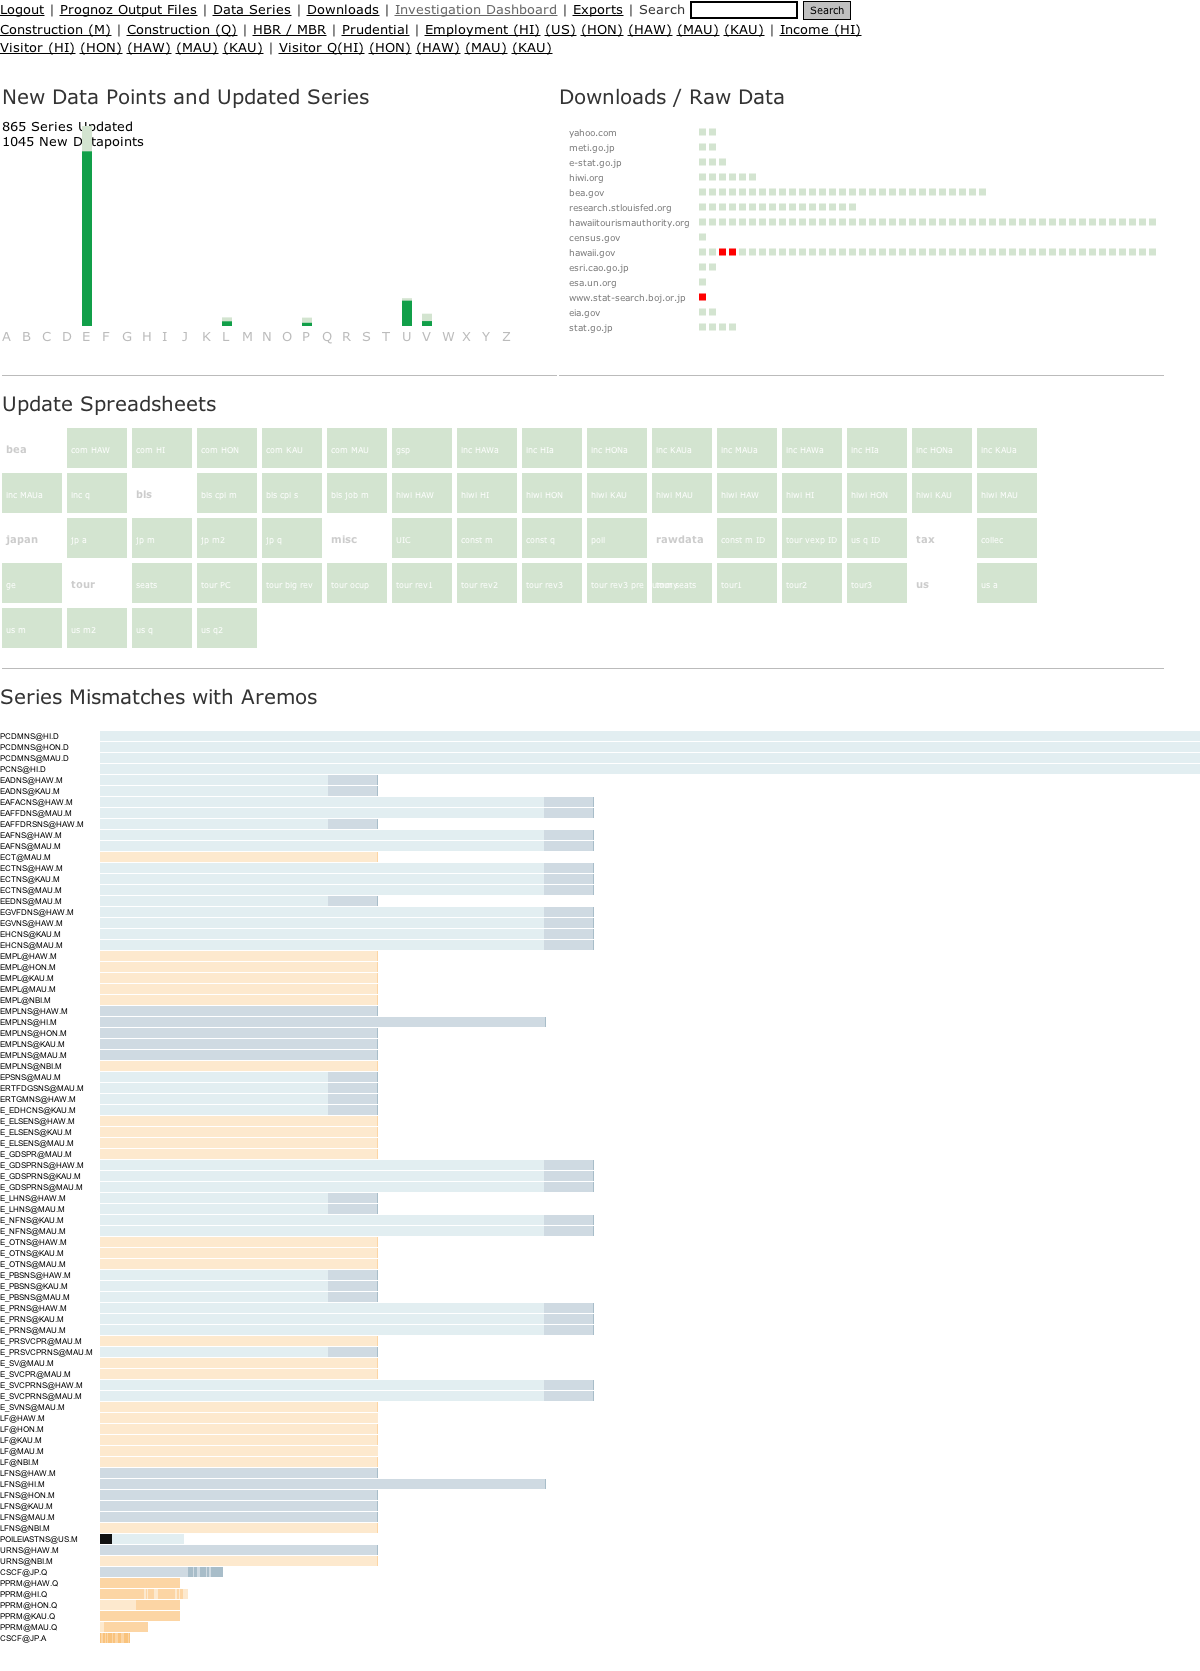 Logout | Prognoz Output Files | Data Series | Downloads | Investigation Dashboard | Exports | Search Search
Construction (M) | Construction (Q) | HBR / MBR | Prudential | Employment (HI) (US) (HON) (HAW) (MAU) (KAU) | Income (HI)
Visitor (HI) (HON) (HAW) (MAU) (KAU) | Visitor Q(HI) (HON) (HAW) (MAU) (KAU)
New Data Points and Updated Series
865 Series Updated
1045 New Datapoints
A B C D E F G H I J K L M N O P Q R S T U V W X Y Z
Downloads / Raw Data
yahoo.com
meti.go.jp
e-stat.go.jp
hiwi.org
bea.gov
research.stlouisfed.org
hawaiitourismauthority.org
census.gov
hawaii.gov
esri.cao.go.jp
esa.un.org
www.stat-search.boj.or.jp
eia.gov
stat.go.jp
Update Spreadsheets
bea com HAW com HI com HON com KAU com MAU gsp inc HAWa inc HIa inc HONa inc KAUa inc MAUa inc HAWa inc HIa inc HONa inc KAUa
inc MAUa inc q bls bls cpi m bls cpi s bls job m hiwi HAW hiwi HI hiwi HON hiwi KAU hiwi MAU hiwi HAW hiwi HI hiwi HON hiwi KAU hiwi MAU
japan jp a jp m jp m2 jp q misc UIC const m const q poli rawdata const m ID tour vexp ID us q ID tax collec
ge tour seats tour PC tour big rev tour ocup tour rev1 tour rev2 tour rev3 tour rev3 pre tour seats tour1 tour2 tour3 us us a
us m us m2 us q us q2
Series Mismatches with Aremos
PCDMNS@HI.D
PCDMNS@HON.D
PCDMNS@MAU.D
PCNS@HI.D
EADNS@HAW.M
EADNS@KAU.M
EAFACNS@HAW.M
EAFFDNS@MAU.M
EAFFDRSNS@HAW.M
EAFNS@HAW.M
EAFNS@MAU.M
ECT@MAU.M
ECTNS@HAW.M
ECTNS@KAU.M
ECTNS@MAU.M
EEDNS@MAU.M
EGVFDNS@HAW.M
EGVNS@HAW.M
EHCNS@KAU.M
EHCNS@MAU.M
EMPL@HAW.M
EMPL@HON.M
EMPL@KAU.M
EMPL@MAU.M
EMPL@NBI.M
EMPLNS@HAW.M
EMPLNS@HI.M
EMPLNS@HON.M
EMPLNS@KAU.M
EMPLNS@MAU.M
EMPLNS@NBI.M
EPSNS@MAU.M
ERTFDGSNS@MAU.M
ERTGMNS@HAW.M
E_EDHCNS@KAU.M
E_ELSENS@HAW.M
E_ELSENS@KAU.M
E_ELSENS@MAU.M
E_GDSPR@MAU.M
E_GDSPRNS@HAW.M
E_GDSPRNS@KAU.M
E_GDSPRNS@MAU.M
E_LHNS@HAW.M
E_LHNS@MAU.M
E_NFNS@KAU.M
E_NFNS@MAU.M
E_OTNS@HAW.M
E_OTNS@KAU.M
E_OTNS@MAU.M
E_PBSNS@HAW.M
E_PBSNS@KAU.M
E_PBSNS@MAU.M
E_PRNS@HAW.M
E_PRNS@KAU.M
E_PRNS@MAU.M
E_PRSVCPR@MAU.M
E_PRSVCPRNS@MAU.M
E_SV@MAU.M
E_SVCPR@MAU.M
E_SVCPRNS@HAW.M
E_SVCPRNS@MAU.M
E_SVNS@MAU.M
LF@HAW.M
LF@HON.M
LF@KAU.M
LF@MAU.M
LF@NBI.M
LFNS@HAW.M
LFNS@HI.M
LFNS@HON.M
LFNS@KAU.M
LFNS@MAU.M
LFNS@NBI.M
POILEIASTNS@US.M
URNS@HAW.M
URNS@NBI.M
CSCF@JP.Q
PPRM@HAW.Q
PPRM@HI.Q
PPRM@HON.Q
PPRM@KAU.Q
PPRM@MAU.Q
CSCF@JP.A